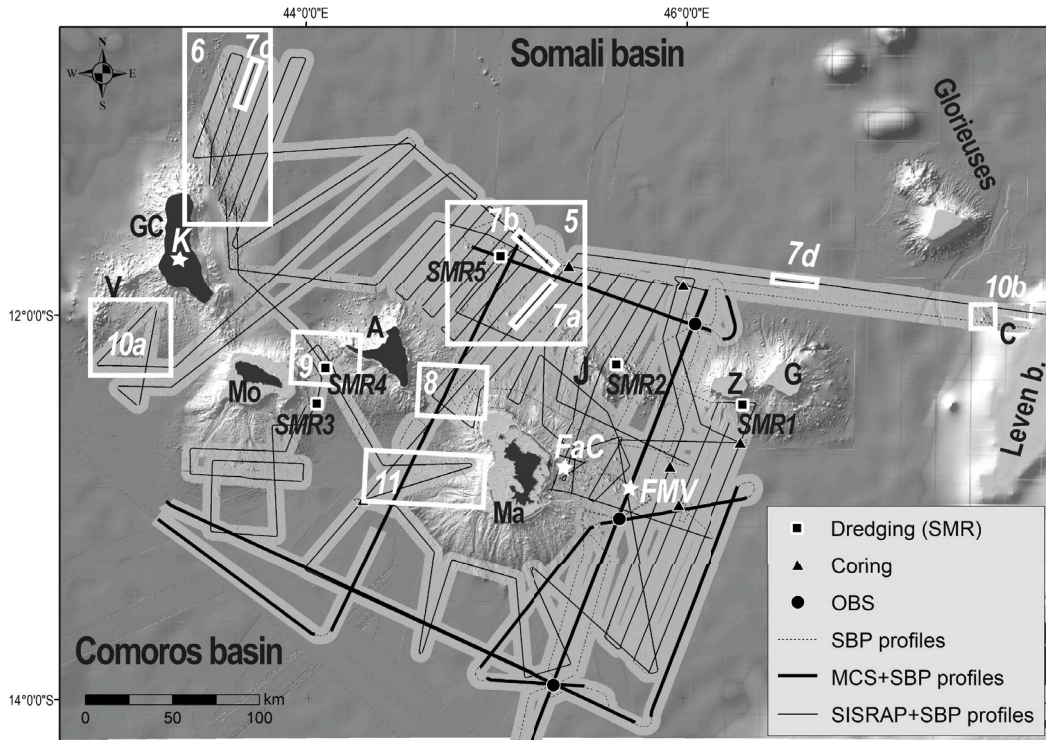 44°0'0"E
46°0'0"E
N
W E
S
6
7c
Somali basin
Glorieuses
GC
K
7b
5
SMR5
7d
V
7a
10b
12°0'0"S
10a
A
C
9
SMR4
Mo
8
J
SMR2
Z
G
SMR3
SMR1
Leven b.
11
FaC
FMV
Ma
Comoros basin
14°0'0"S
km
0 50 100
Dredging (SMR)
Coring
OBS
SBP profiles
MCS+SBP profiles
SISRAP+SBP profiles